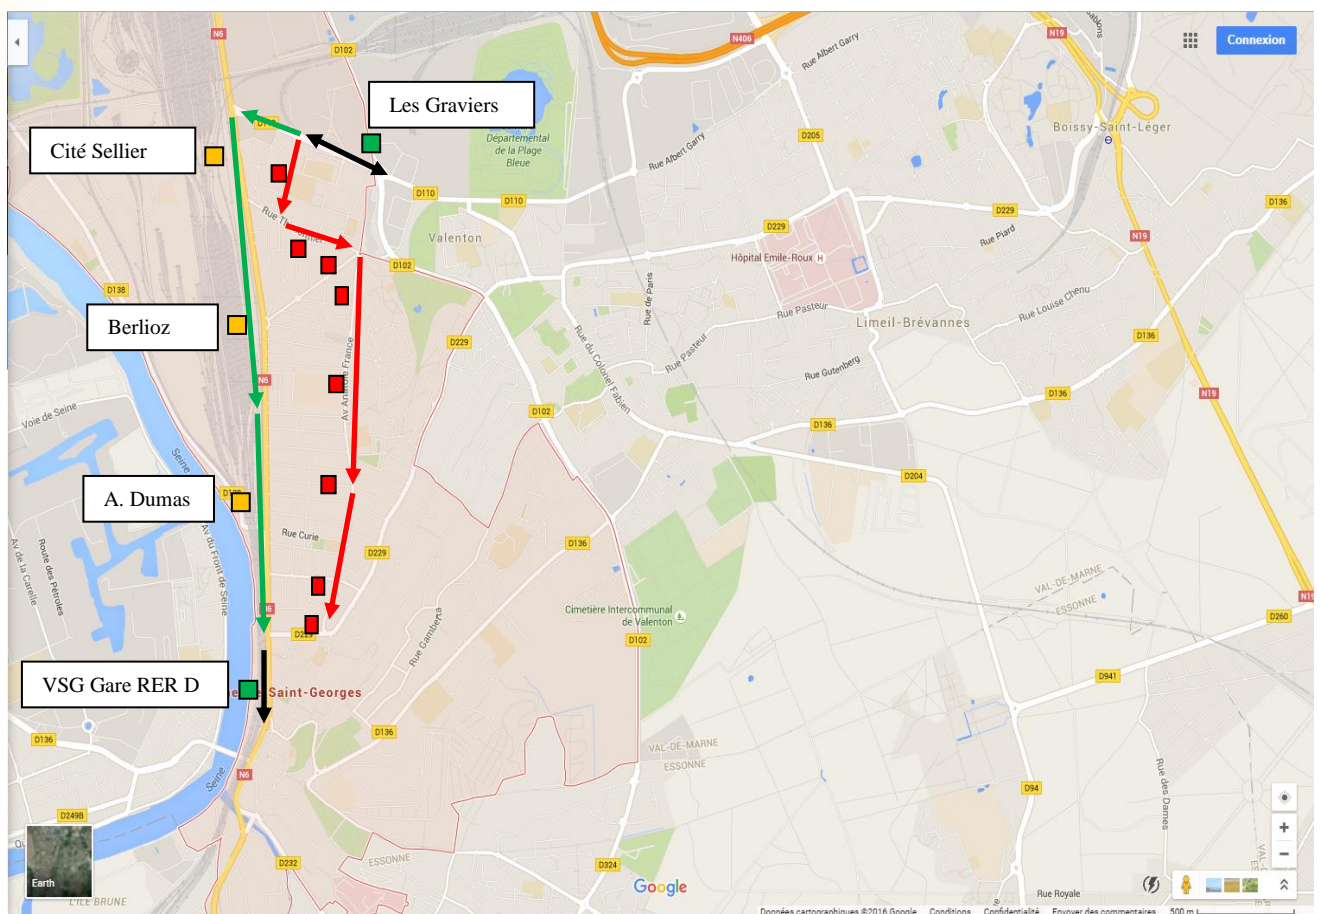 N6
D102
N406
Rue Albert Garry
N19
Connexion
Les Graviers
Cité Sellier
Départemental
de la Plage
Bleue
Rue Albert Garry
D205
Boissy-Saint-Léger
D110
D110
D229
D136
D229
Rue Piard
N19
Valenton
Hôpital Emile-Roux H
D102
D138
Rue de Paris
Rue Pasteur
Rue Louise Chenu
Limeil-Brévannes
Berlioz
D229
Rue Pasteur
Rue du Colonel Fabien
Rue Gutenberg
D136
N6
Av Anatole France
D136
N19
Voie de Seine
D102
D136
Seine
D204
A. Dumas
Rue Curie
Av du Front de Seine
Av de la Carelle
Route des Pétroles
D229
D136
VAL-DE-MARNE
ESSONNE
N19
Cimetière Intercommunal
de Valenton
D260
D229
Rue Gambetta
D102
D941
VSG Gare RER D
Saint-Georges
D136
D136
VAL-DE-MARNE
ESSONNE
Seine
N6
D94
Rue des Dames
D249B
Earth
D232
ESSONNE
D324
Google
L'ILE BRUNE
Rue Royale
Données cartographiques ©2016 Google Conditions Confidentialité Envoyer des commentaires 500 m